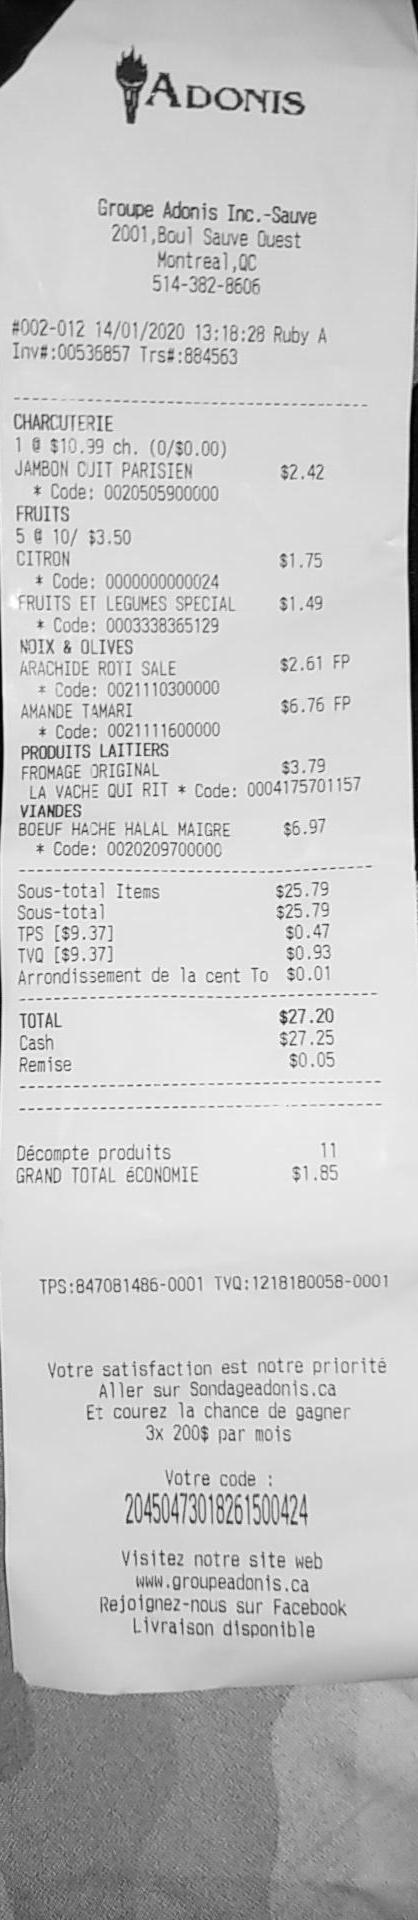 ADONIS
Groupe Adonis Inc.-Sauve
2001,Boul Sauve Ouest
Montreal,QC
514-382-8606
#002-012 14/01/2020 13:18:28 Ruby A
Inv#:00536857 Trs#:884563
CHARCUTERIE
1 @ $10.99 ch. (0/$0.00)
JAMBON CUIT PARISIEN $2.42
* Code: 0020505900000
FRUITS
5 @ 10/ $3.50
CITRON $1.75
* Code: 0000000000024
FRUITS ET LEGUMES SPECIAL $1.49
* Code: 0003338365129
NOIX & OLIVES
ARACHIDE ROTI SALE $2.61 FP
* Code: 0021110300000
AMANDE TAMARI $6.76 FP
* Code: 0021111600000
PRODUITS LAITIERS
FROMAGE ORIGINAL $3.79
LA VACHE QUI RIT * Code: 0004175701157
VIANDES
BOEUF HACHE HALAL MAIGRE $6.97
* Code: 0020209700000
Sous-total Items $25.79
Sous-total $25.79
TPS [$9.37] $0.47
TVQ [$9.37] $0.93
Arrondissement de la cent To $0.01
TOTAL $27.20
Cash $27.25
Remise $0.05
Décompte produits 11
GRAND TOTAL éCONOMIE $1.85
TPS:847081486-0001 TVQ:1218180058-0001
Votre satisfaction est notre priorité
Aller sur Sondageadonis.ca
Et courez la chance de gagner
3x 200$ par mois
Votre code :
20450473018261500424
Visitez notre site web
www.groupeadonis.ca
Rejoignez-nous sur Facebook
Livraison disponible